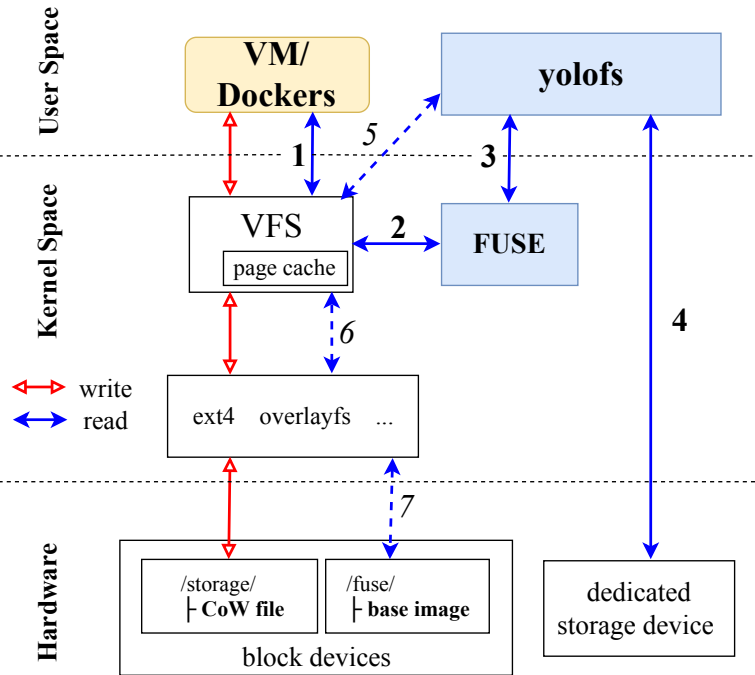 User Space
VM/
Dockers
yolofs
1
5
3
Kernel Space
VFS
page cache
2
FUSE
6
4
write
read
ext4 overlayfs ...
7
Hardware
/storage/
├ CoW file
/fuse/
├ base image
block devices
dedicated
storage device